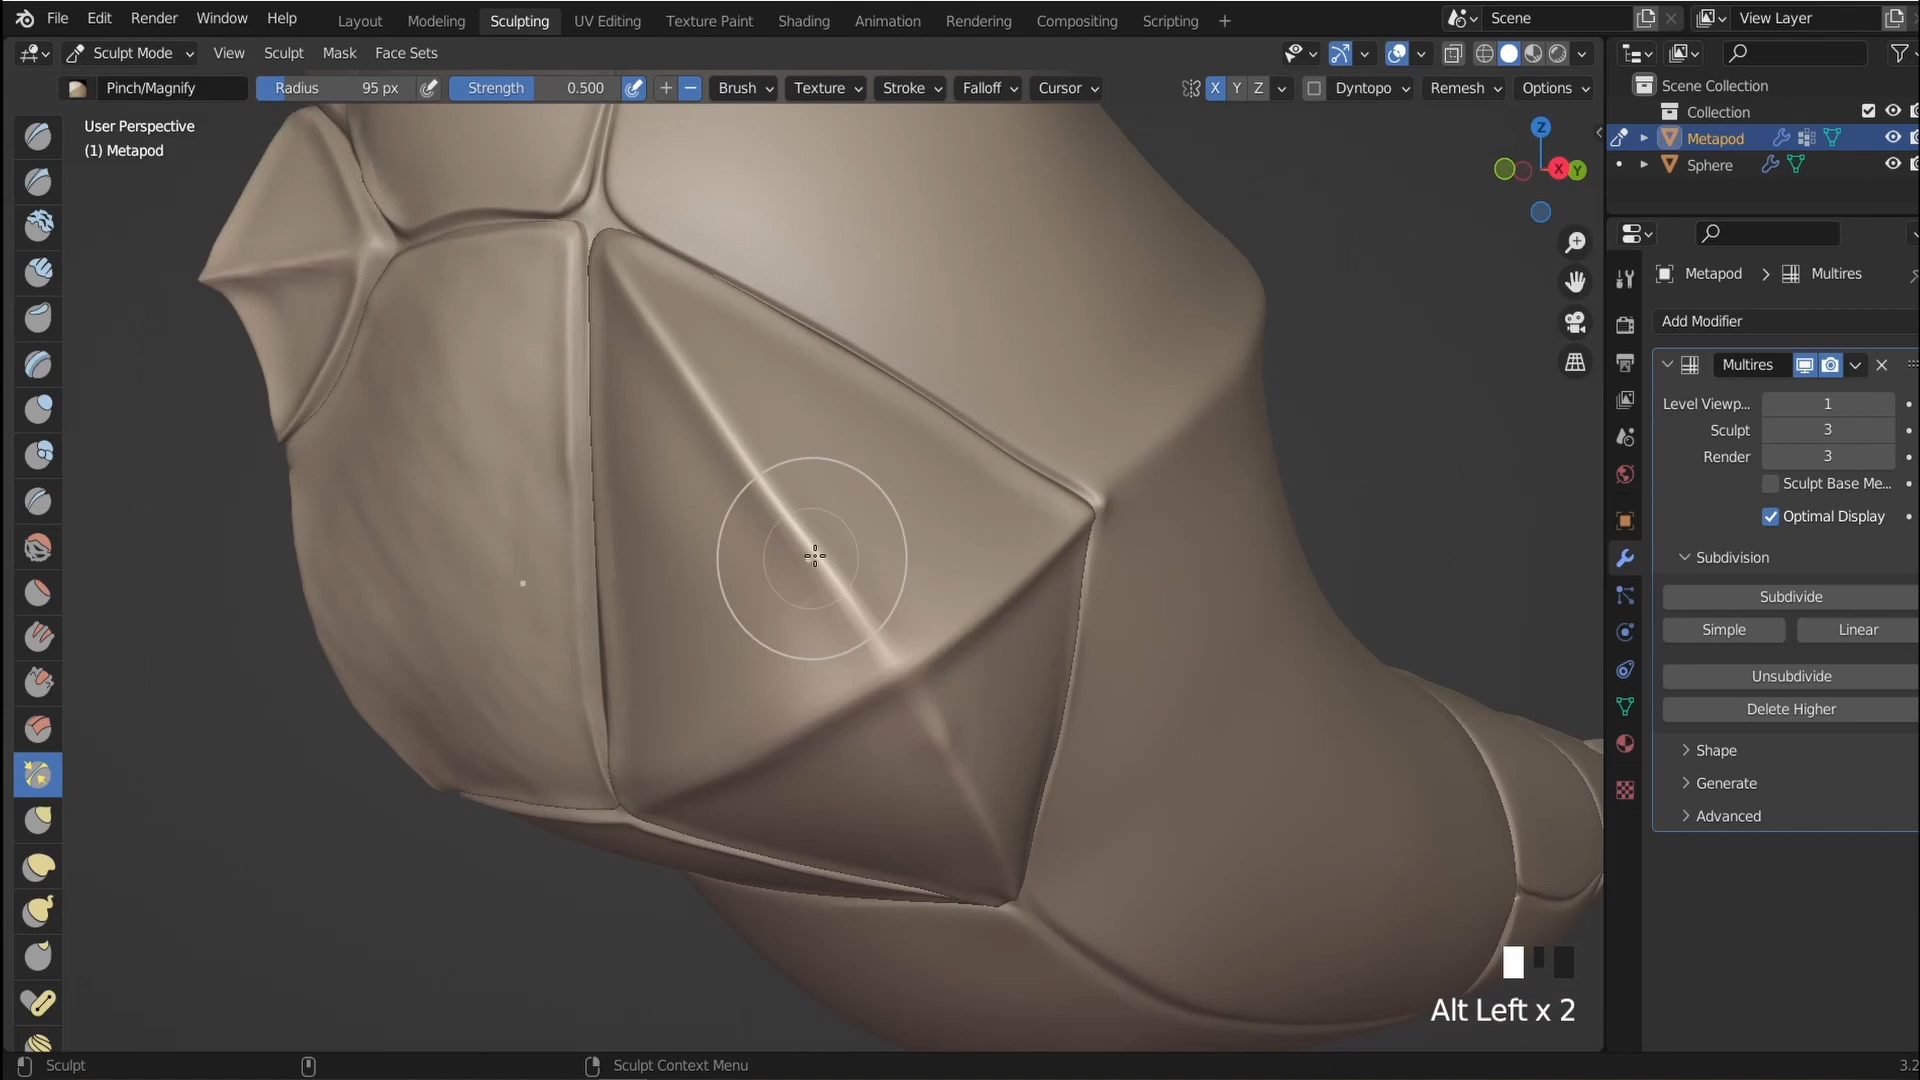 File Edit Render Window Help Layout Modeling Sculpting UV Editing Texture Paint Shading Animation Rendering Compositing Scripting + Scene View Layer
Sculpt Mode View Sculpt Mask Face Sets
Pinch/Magnify Radius 95 px Strength 0.500 Brush Texture Stroke Falloff Cursor X Y Z Dyntopo Remesh Options
User Perspective
(1) Metapod
Z
X
Y
Scene Collection
Collection
Metapod
Sphere
Metapod > Multires
Add Modifier
Multires
Level Viewp... 1
Sculpt 3
Render 3
Sculpt Base Me...
Optimal Display
Subdivision
Subdivide
Simple Linear
Unsubdivide
Delete Higher
Shape
Generate
Advanced
Alt Left x 2
Sculpt Sculpt Context Menu 3.2